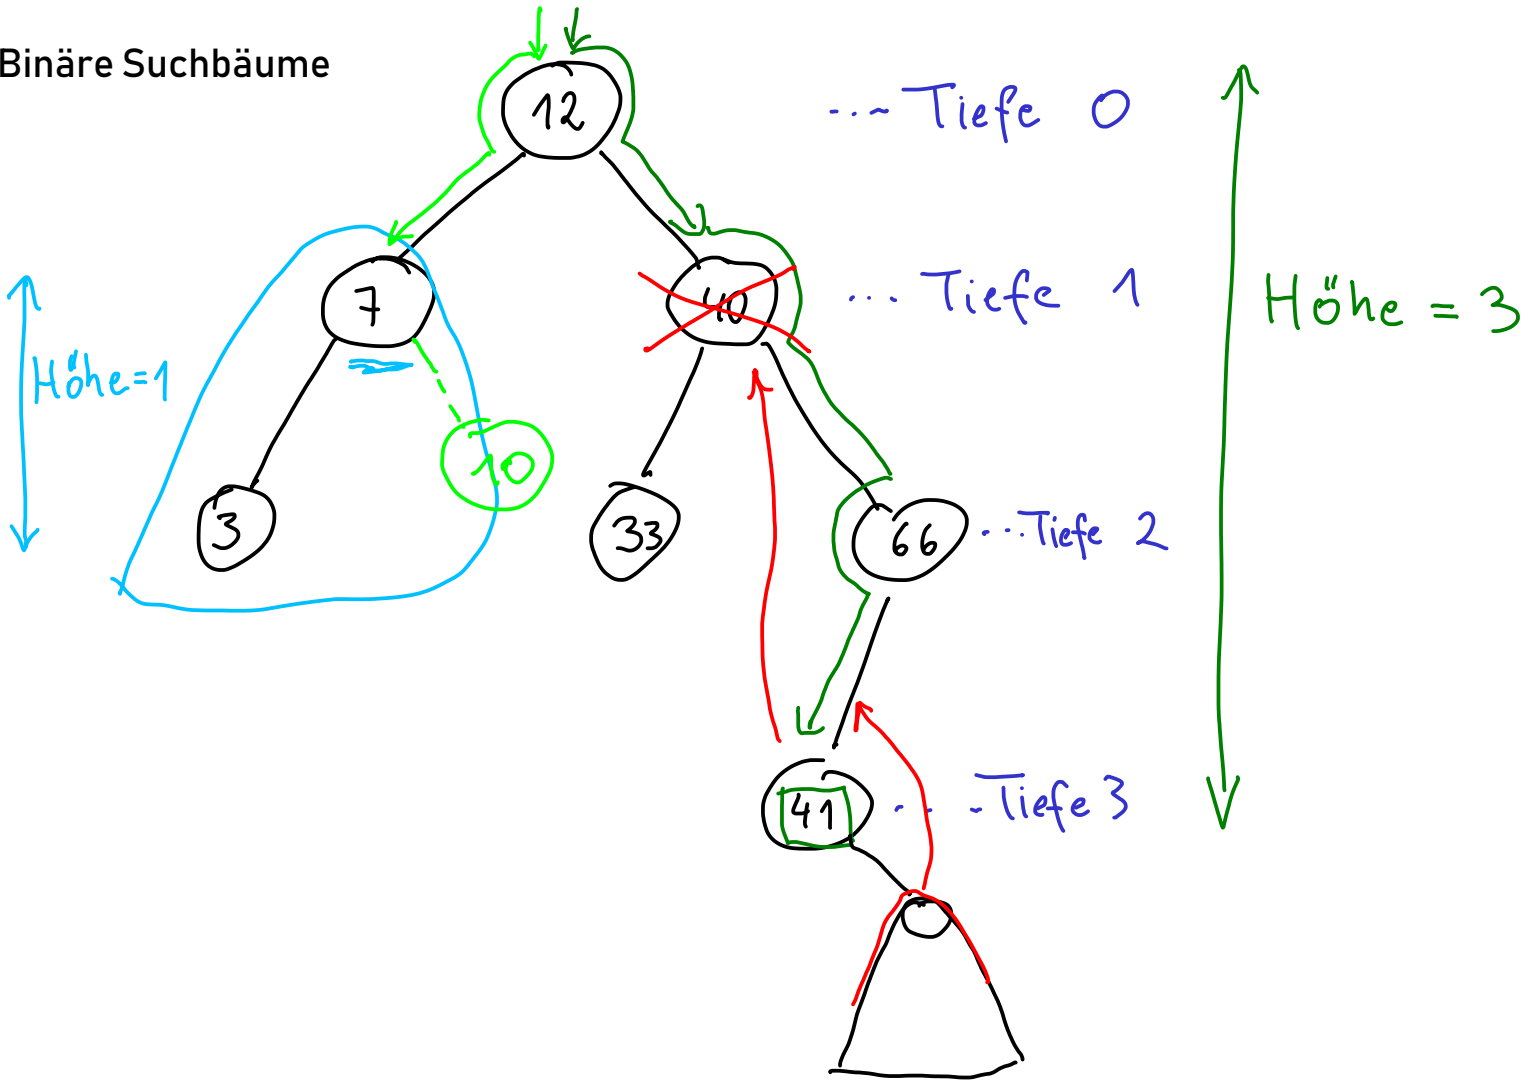 Binäre Suchbäume
12
... Tiefe 0
7
40
... Tiefe 1
Höhe = 3
Höhe = 1
10
3
33
66
... Tiefe 2
41
... Tiefe 3